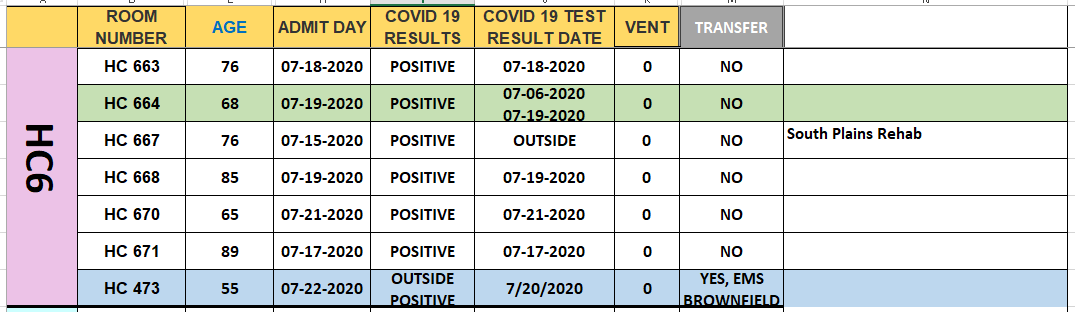 ROOM NUMBER AGE ADMIT DAY COVID 19 RESULTS COVID 19 TEST RESULT DATE VENT TRANSFER
HC6
HC 663 76 07-18-2020 POSITIVE 07-18-2020 0 NO
HC 664 68 07-19-2020 POSITIVE 07-06-2020 07-19-2020 0 NO
HC 667 76 07-15-2020 POSITIVE OUTSIDE 0 NO South Plains Rehab
HC 668 85 07-19-2020 POSITIVE 07-19-2020 0 NO
HC 670 65 07-21-2020 POSITIVE 07-21-2020 0 NO
HC 671 89 07-17-2020 POSITIVE 07-17-2020 0 NO
HC 473 55 07-22-2020 OUTSIDE POSITIVE 7/20/2020 0 YES, EMS BROWNFIELD